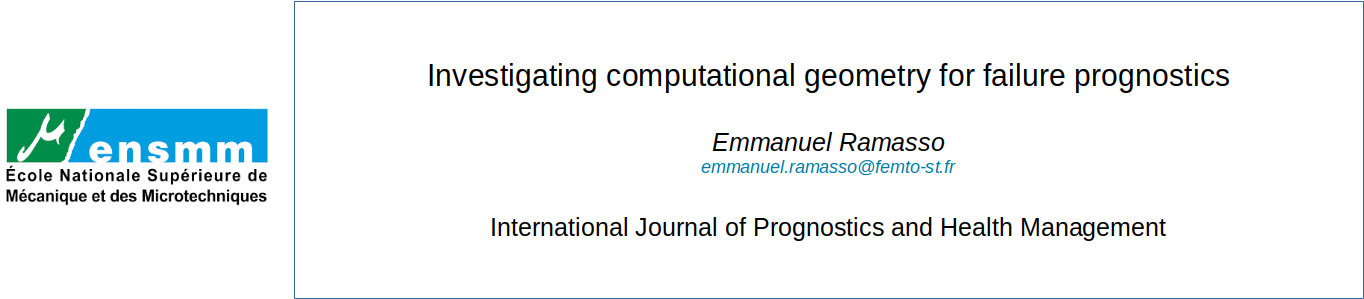 µ ensmm
École Nationale Supérieure de
Mécanique et des Microtechniques
Investigating computational geometry for failure prognostics
Emmanuel Ramasso
emmanuel.ramasso@femto-st.fr
International Journal of Prognostics and Health Management